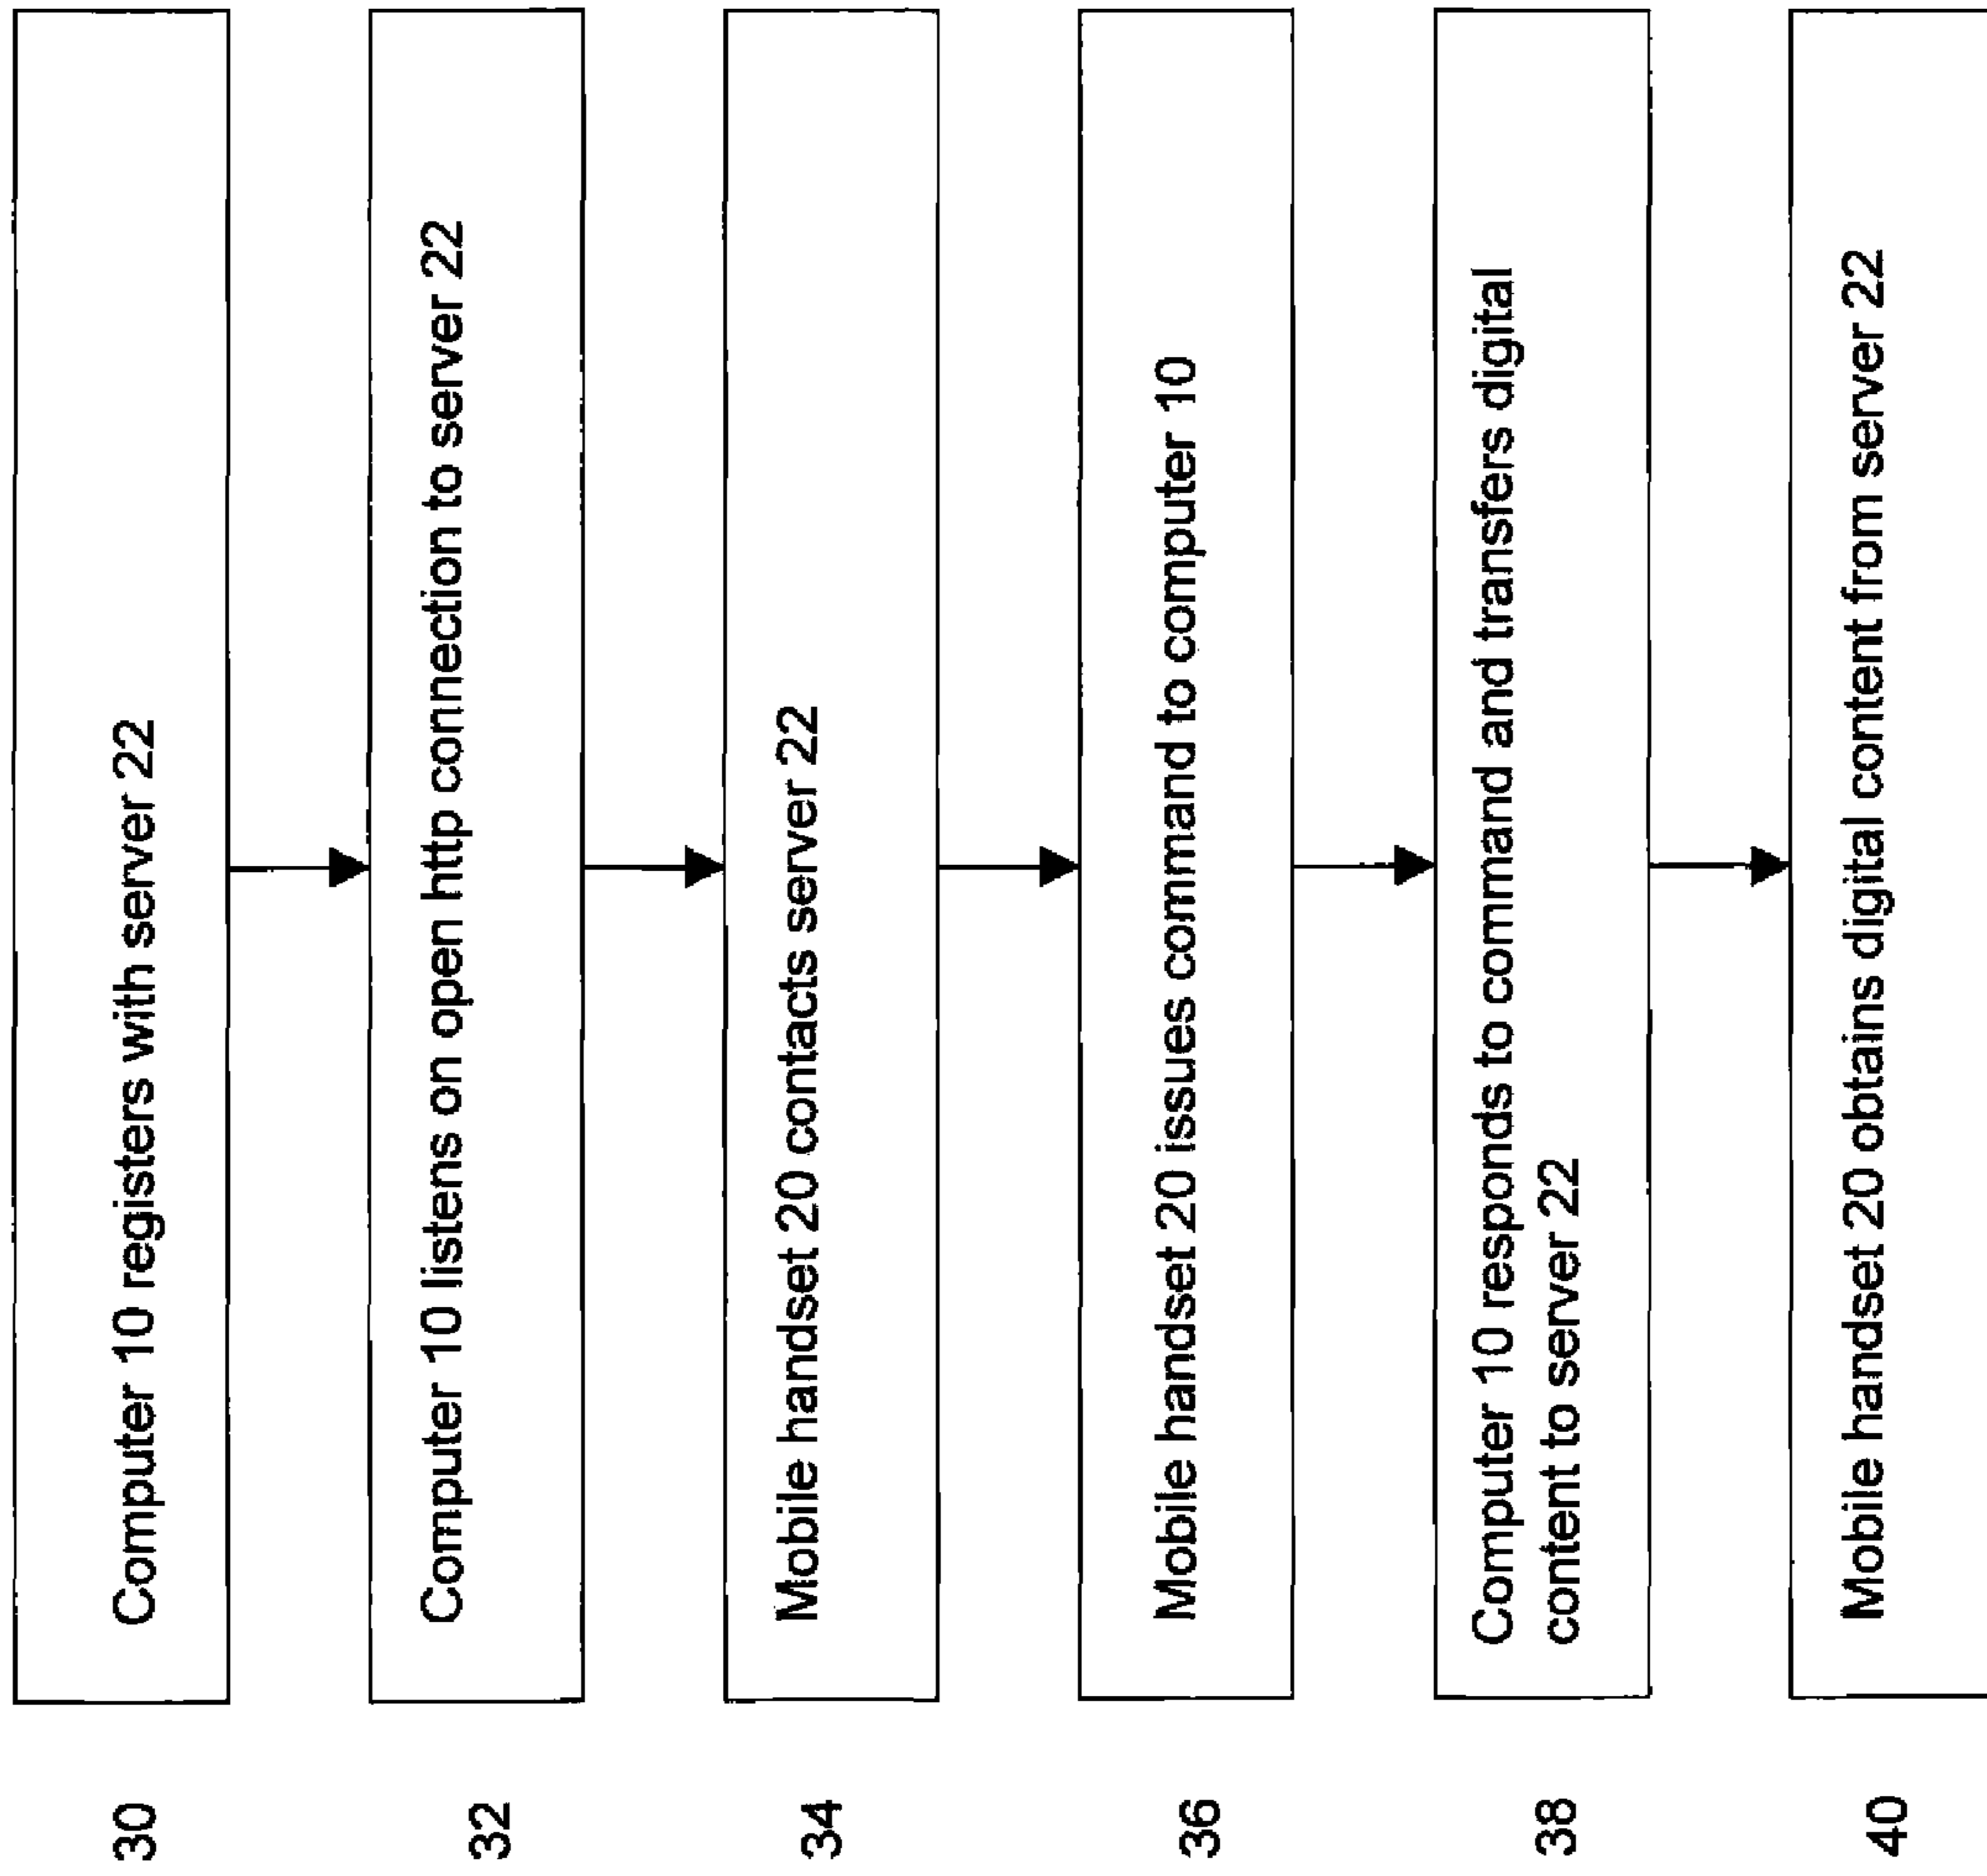 30 Computer 10 registers with server 22
32 Computer 10 listens on open http connection to server 22
34 Mobile handset 20 contacts server 22
36 Mobile handset 20 issues command to computer 10
38 Computer 10 responds to command and transfers digital
content to server 22
40 Mobile handset 20 obtains digital content from server 22